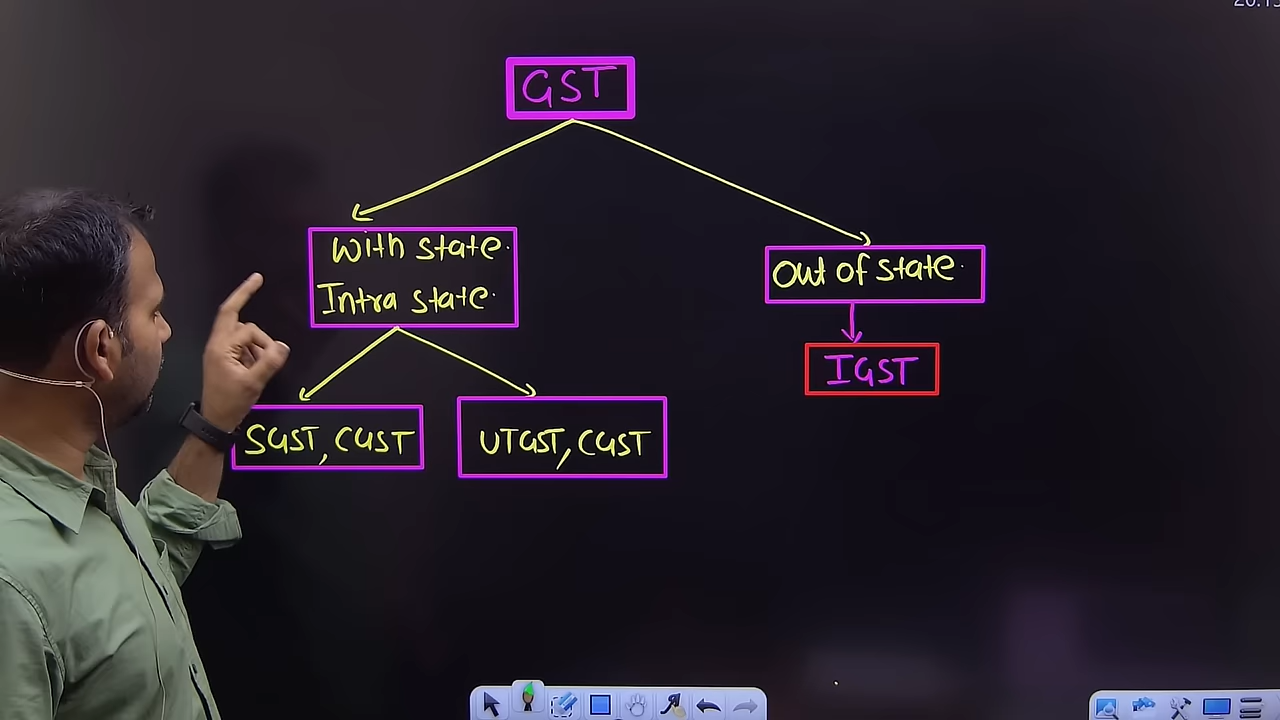 GST
With state.
Intra state.
Out of state.
IGST
SGST, CGST
UTGST, CGST